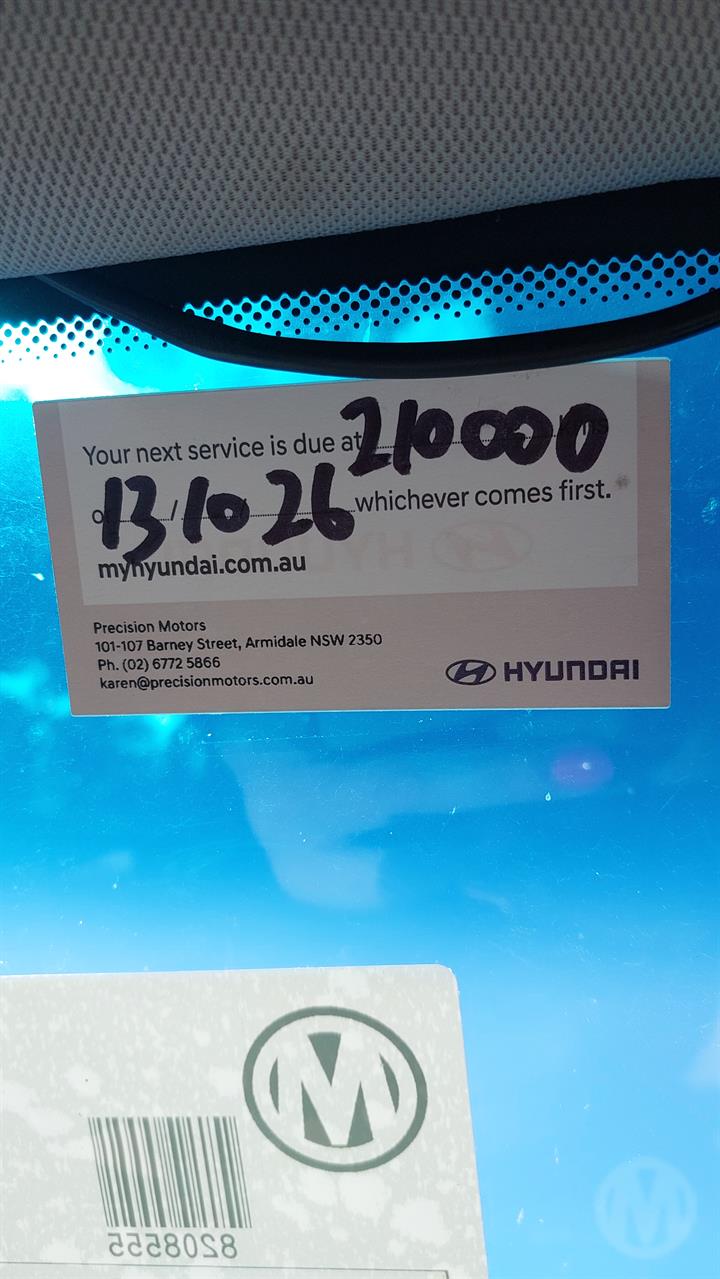 Your next service is due at 210000
or 13/10/26 whichever comes first.
myhyundai.com.au
Precision Motors
101-107 Barney Street, Armidale NSW 2350
Ph. (02) 6772 5866
karen@precisionmotors.com.au
HYUNDAI
M
8208555
M